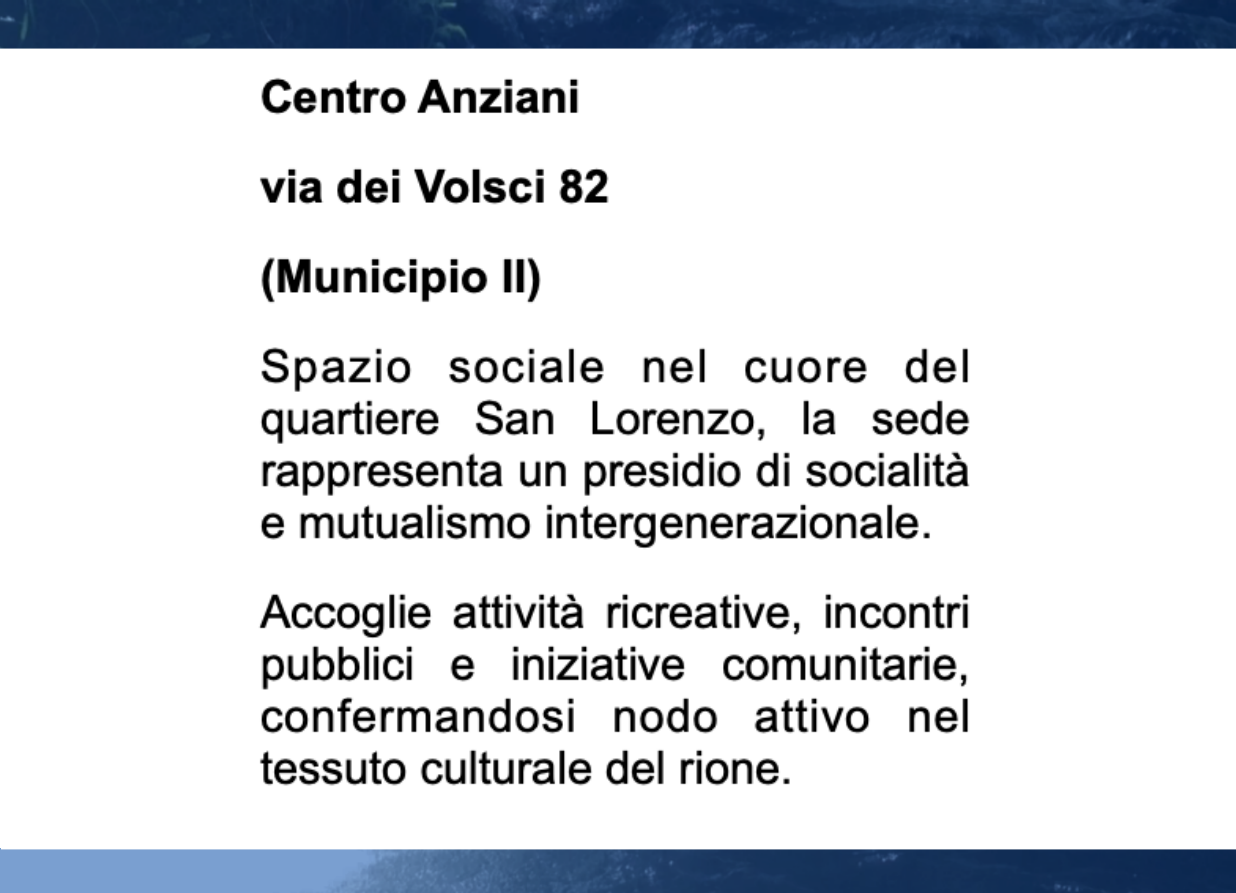 Centro Anziani
via dei Volsci 82
(Municipio II)
Spazio sociale nel cuore del
quartiere San Lorenzo, la sede
rappresenta un presidio di socialità
e mutualismo intergenerazionale.
Accoglie attività ricreative, incontri
pubblici e iniziative comunitarie,
confermandosi nodo attivo nel
tessuto culturale del rione.